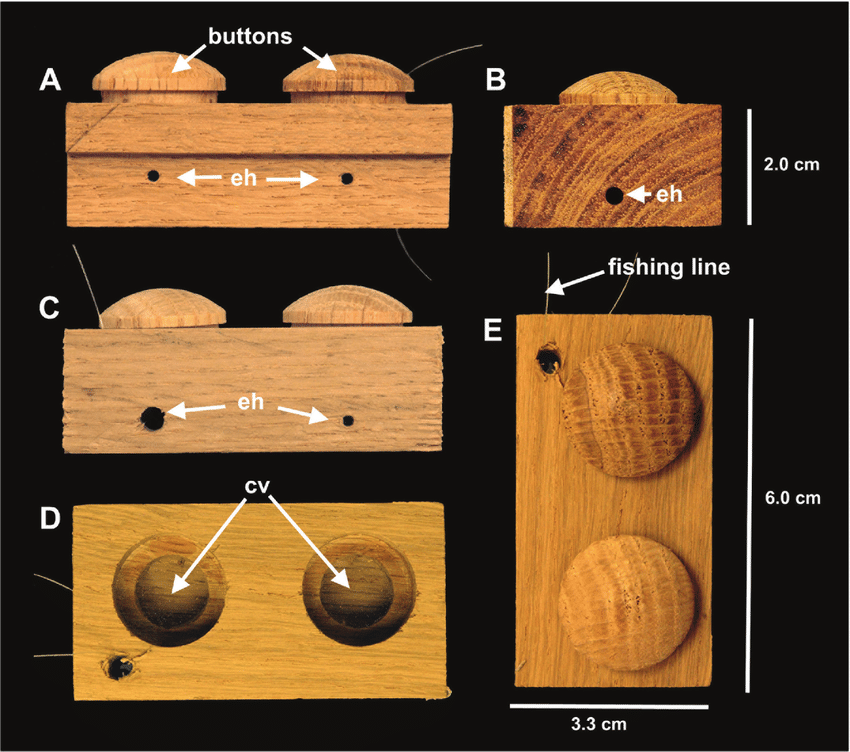 buttons
A
eh
B
eh
2.0 cm
C
eh
fishing line
E
cv
D
6.0 cm
3.3 cm